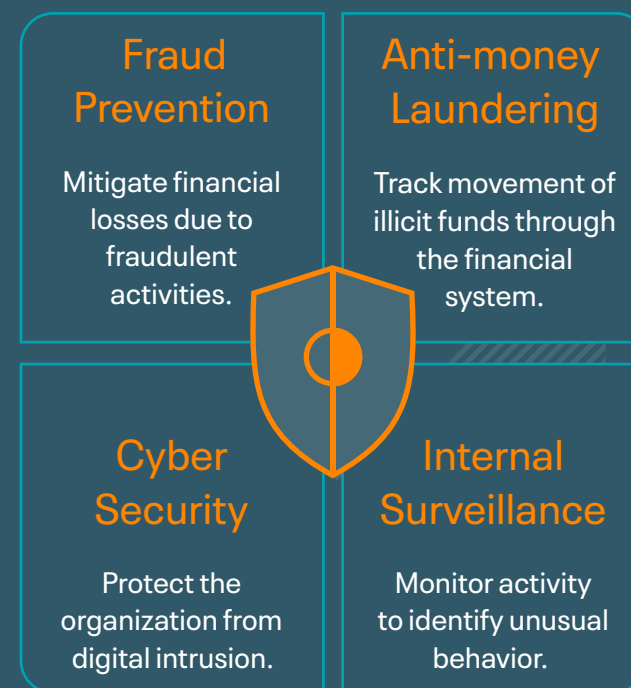 Fraud
Prevention
Mitigate financial
losses due to
fraudulent
activities.
Anti-money
Laundering
Track movement of
illicit funds through
the financial
system.
Cyber
Security
Protect the
organization from
digital intrusion.
Internal
Surveillance
Monitor activity
to identify unusual
behavior.